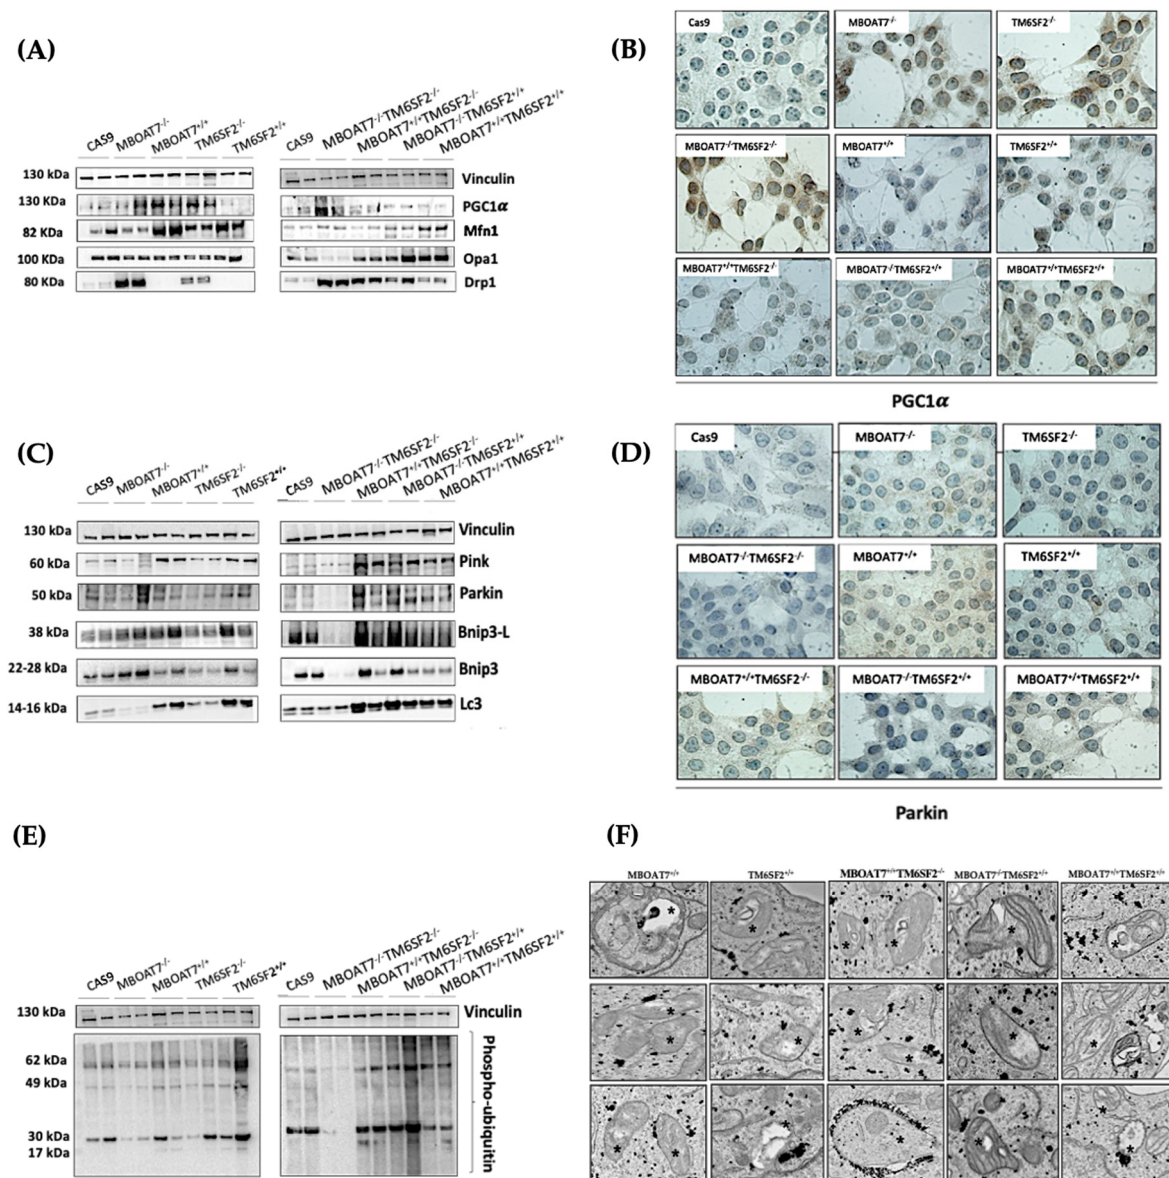 (A)
CAS9
MBOAT7-/-
MBOAT7+/+
TM6SF2-/-
TM6SF2+/+
CAS9
MBOAT7-/-TM6SF2-/-
MBOAT7+/+TM6SF2-/-
MBOAT7-/-TM6SF2+/+
MBOAT7+/+TM6SF2+/+
130 kDa
Vinculin
130 KDa
PGC1α
82 KDa
Mfn1
100 KDa
Opa1
80 KDa
Drp1
(B)
Cas9
MBOAT7-/-
TM6SF2-/-
MBOAT7-/-TM6SF2-/-
MBOAT7+/+
TM6SF2+/+
MBOAT7+/+TM6SF2-/-
MBOAT7-/-TM6SF2+/+
MBOAT7+/+TM6SF2+/+
PGC1α
(C)
CAS9
MBOAT7-/-
MBOAT7+/+
TM6SF2-/-
TM6SF2+/+
CAS9
MBOAT7-/-TM6SF2-/-
MBOAT7+/+TM6SF2-/-
MBOAT7-/-TM6SF2+/+
MBOAT7+/+TM6SF2+/+
130 kDa
Vinculin
60 kDa
Pink
50 kDa
Parkin
38 kDa
Bnip3-L
22-28 kDa
Bnip3
14-16 kDa
Lc3
(D)
Cas9
MBOAT7-/-
TM6SF2-/-
MBOAT7-/-TM6SF2-/-
MBOAT7+/+
TM6SF2+/+
MBOAT7+/+TM6SF2-/-
MBOAT7-/-TM6SF2+/+
MBOAT7+/+TM6SF2+/+
Parkin
(E)
CAS9
MBOAT7-/-
MBOAT7+/+
TM6SF2-/-
TM6SF2+/+
CAS9
MBOAT7-/-TM6SF2-/-
MBOAT7+/+TM6SF2-/-
MBOAT7-/-TM6SF2+/+
MBOAT7+/+TM6SF2+/+
130 kDa
Vinculin
62 kDa
49 kDa
30 kDa
17 kDa
Phospho-ubiquitin
(F)
MBOAT7+/+
TM6SF2+/+
MBOAT7+/+TM6SF2-/-
MBOAT7-/-TM6SF2+/+
MBOAT7+/+TM6SF2+/+